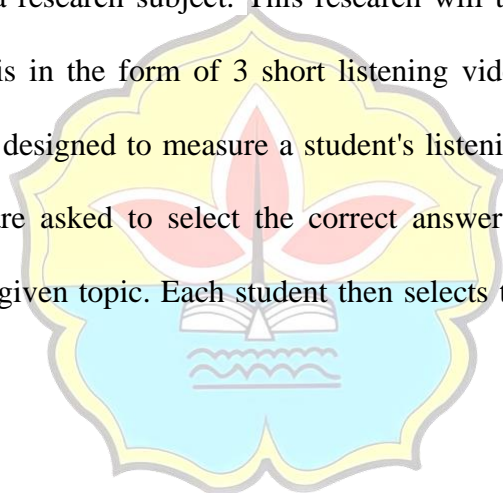 research subject. This research will
is in the form of 3 short listening
designed to measure a student's
are asked to select the correct answer
given topic. Each student then selects